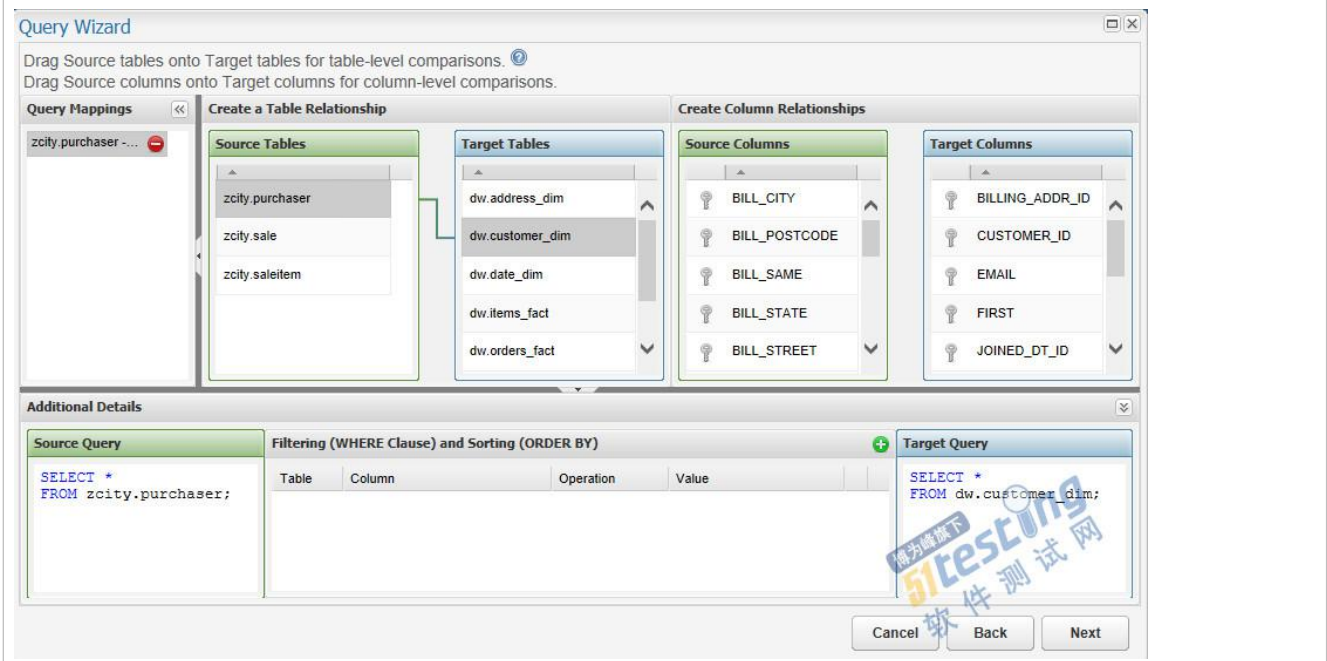 Query Wizard
Drag Source tables onto Target tables for table-level comparisons.
Drag Source columns onto Target columns for column-level comparisons.
Query Mappings
Create a Table Relationship
Create Column Relationships
zcity.purchaser -...
Source Tables
zcity.purchaser
zcity.sale
zcity.saleitem
Target Tables
dw.address_dim
dw.customer_dim
dw.date_dim
dw.items_fact
dw.orders_fact
Source Columns
BILL_CITY
BILL_POSTCODE
BILL_SAME
BILL_STATE
BILL_STREET
Target Columns
BILLING_ADDR_ID
CUSTOMER_ID
EMAIL
FIRST
JOINED_DT_ID
Additional Details
Source Query
SELECT *
FROM zcity.purchaser;
Filtering (WHERE Clause) and Sorting (ORDER BY)
Table Column Operation Value
Target Query
SELECT *
FROM dw.customer_dim;
博为峰旗下
51testing
软件测试网
Cancel Back Next